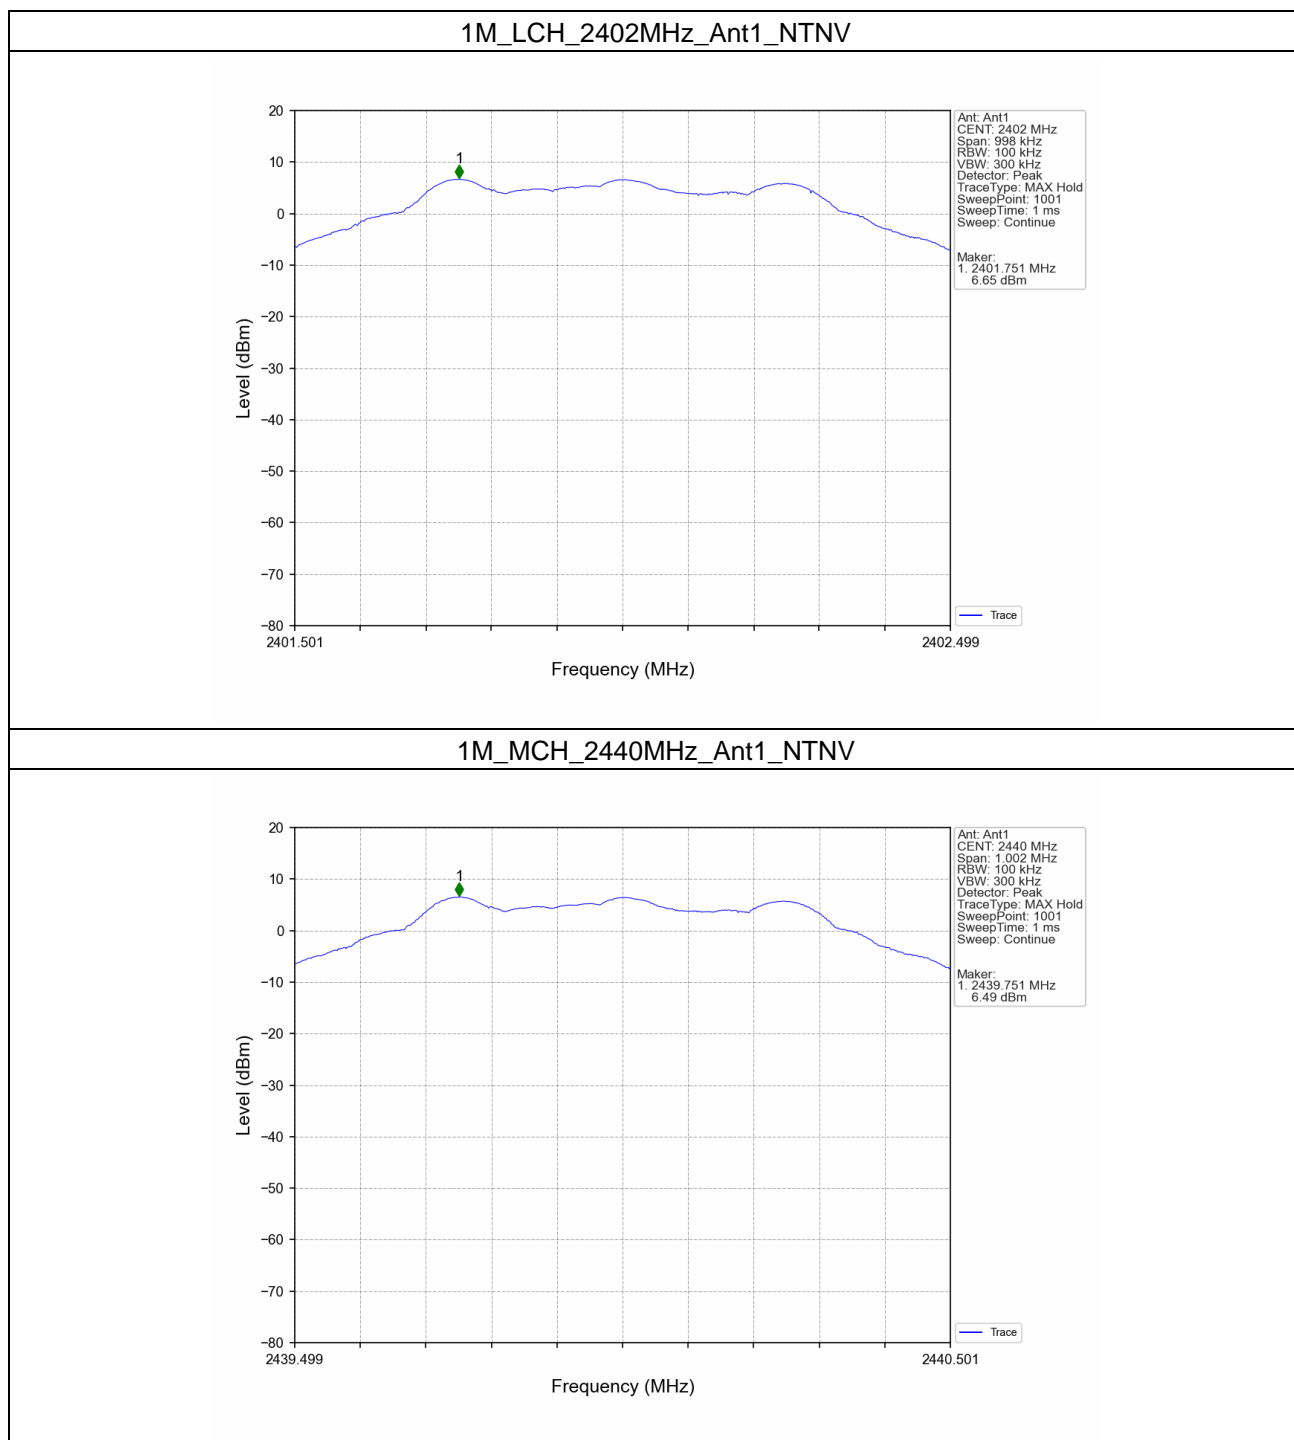 1M_LCH_2402MHz_Ant1_NTNV
20
10
0
−10
−20
−30
−40
−50
−60
−70
−80
Level (dBm)
1
2401.501
2402.499
Frequency (MHz)
Ant: Ant1
CENT: 2402 MHz
Span: 998 kHz
RBW: 100 kHz
VBW: 300 kHz
Detector: Peak
TraceType: MAX Hold
SweepPoint: 1001
SweepTime: 1 ms
Sweep: Continue
Maker:
1. 2401.751 MHz
6.65 dBm
Trace
1M_MCH_2440MHz_Ant1_NTNV
20
10
0
−10
−20
−30
−40
−50
−60
−70
−80
Level (dBm)
1
2439.499
2440.501
Frequency (MHz)
Ant: Ant1
CENT: 2440 MHz
Span: 1.002 MHz
RBW: 100 kHz
VBW: 300 kHz
Detector: Peak
TraceType: MAX Hold
SweepPoint: 1001
SweepTime: 1 ms
Sweep: Continue
Maker:
1. 2439.751 MHz
6.49 dBm
Trace